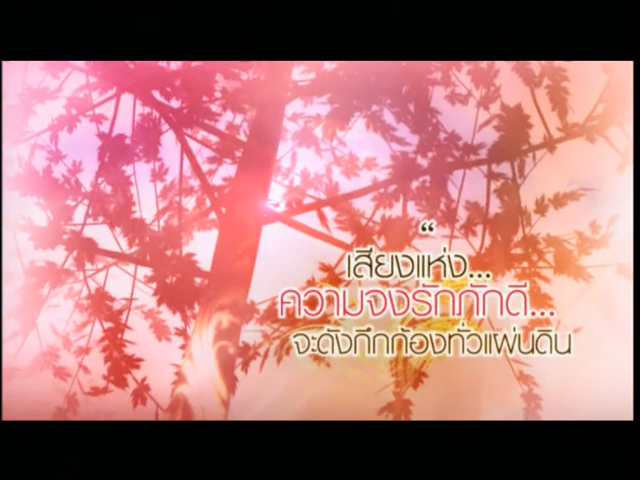 “
เสียงแห่ง...
ความจงรักภักดี...
จะดังกึกก้องทั่วแผ่นดิน